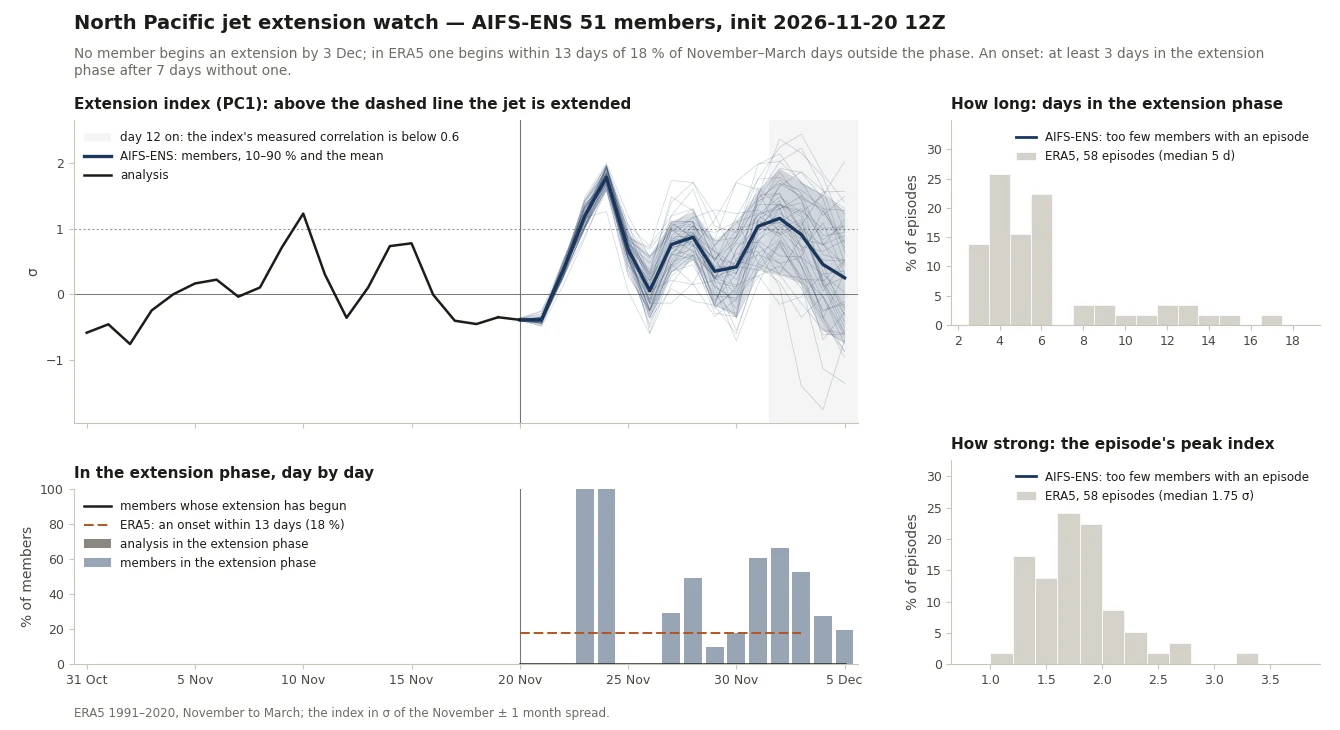 North Pacific jet extension watch — AIFS-ENS 51 members, init 2026-11-20 12Z
No member begins an extension by 3 Dec; in ERA5 one begins within 13 days of 18 % of November–March days outside the phase. An onset: at least 3 days in the extension
phase after 7 days without one.
Extension index (PC1): above the dashed line the jet is extended
day 12 on: the index's measured correlation is below 0.6
AIFS-ENS: members, 10–90 % and the mean
analysis
σ
2
1
0
−1
How long: days in the extension phase
AIFS-ENS: too few members with an episode
ERA5, 58 episodes (median 5 d)
% of episodes
30
25
20
15
10
5
0
2 4 6 8 10 12 14 16 18
In the extension phase, day by day
members whose extension has begun
ERA5: an onset within 13 days (18 %)
analysis in the extension phase
members in the extension phase
% of members
100
80
60
40
20
0
31 Oct 5 Nov 10 Nov 15 Nov 20 Nov 25 Nov 30 Nov 5 Dec
How strong: the episode's peak index
AIFS-ENS: too few members with an episode
ERA5, 58 episodes (median 1.75 σ)
% of episodes
30
25
20
15
10
5
0
1.0 1.5 2.0 2.5 3.0 3.5
ERA5 1991–2020, November to March; the index in σ of the November ± 1 month spread.